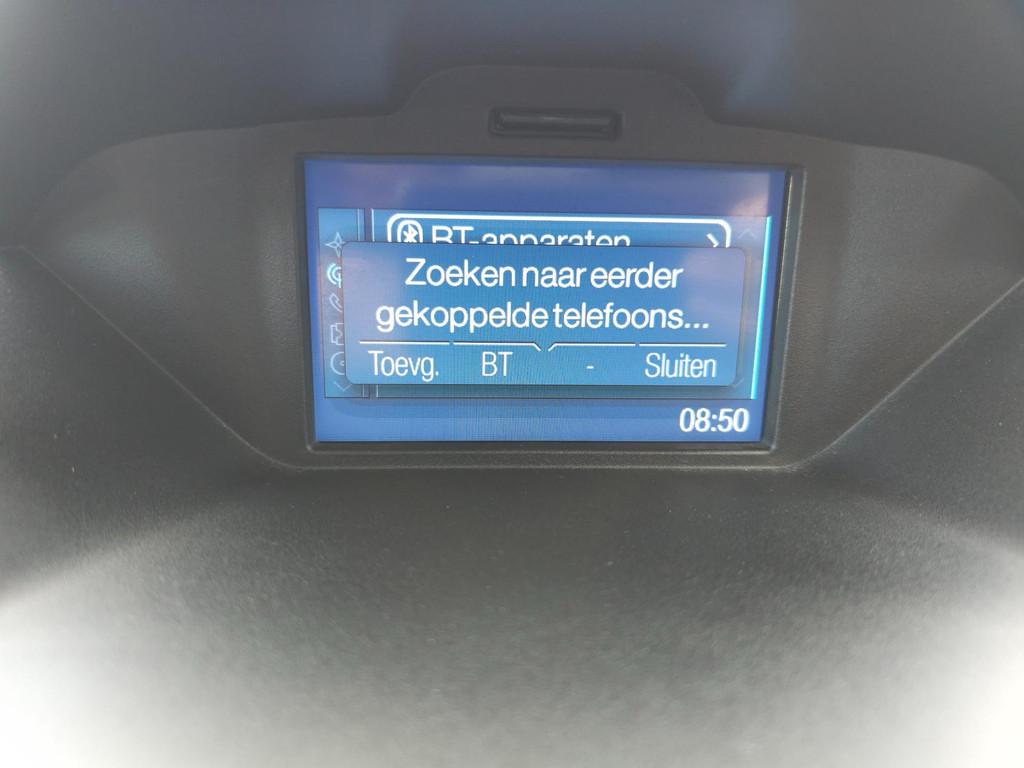 BT-apparaten
Zoeken naar eerder
gekoppelde telefoons...
Toevg. BT - Sluiten
08:50